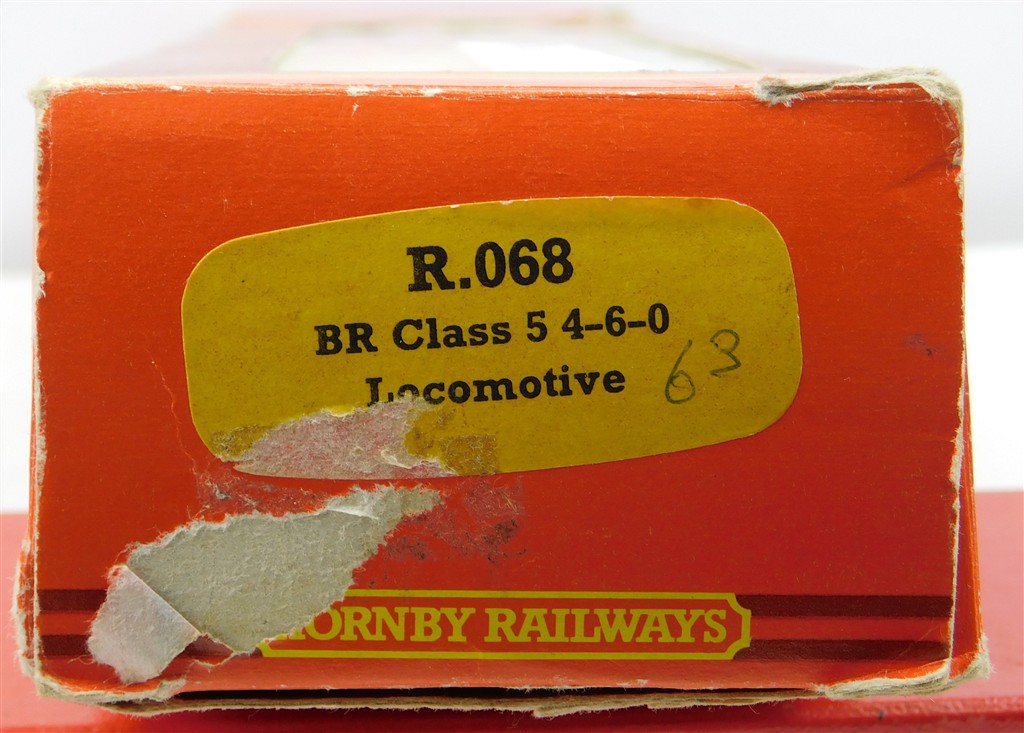 R.068
BR Class 5 4-6-0
Locomotive
63
HORNBY RAILWAYS